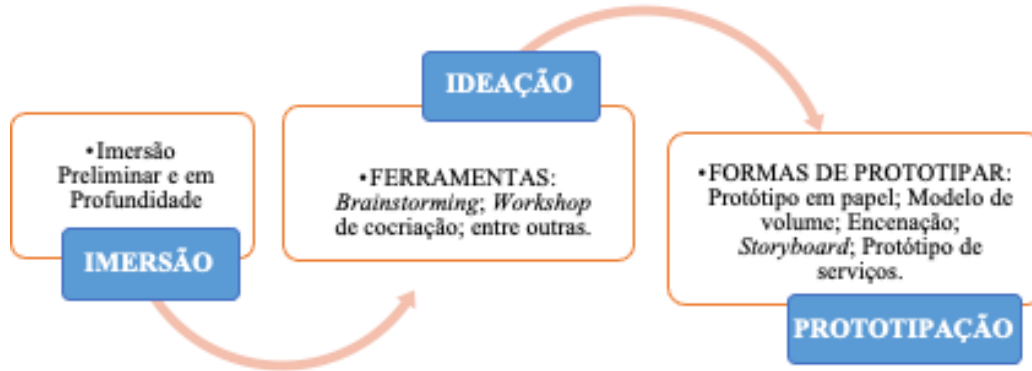 •Imersão
Preliminar e em
Profundidade
IMERSÃO
IDEAÇÃO
•FERRAMENTAS:
Brainstorming; Workshop
de cocriação; entre outras.
•FORMAS DE PROTOTIPAR:
Protótipo em papel; Modelo de
volume; Encenação;
Storyboard; Protótipo de
serviços.
PROTOTIPAÇÃO